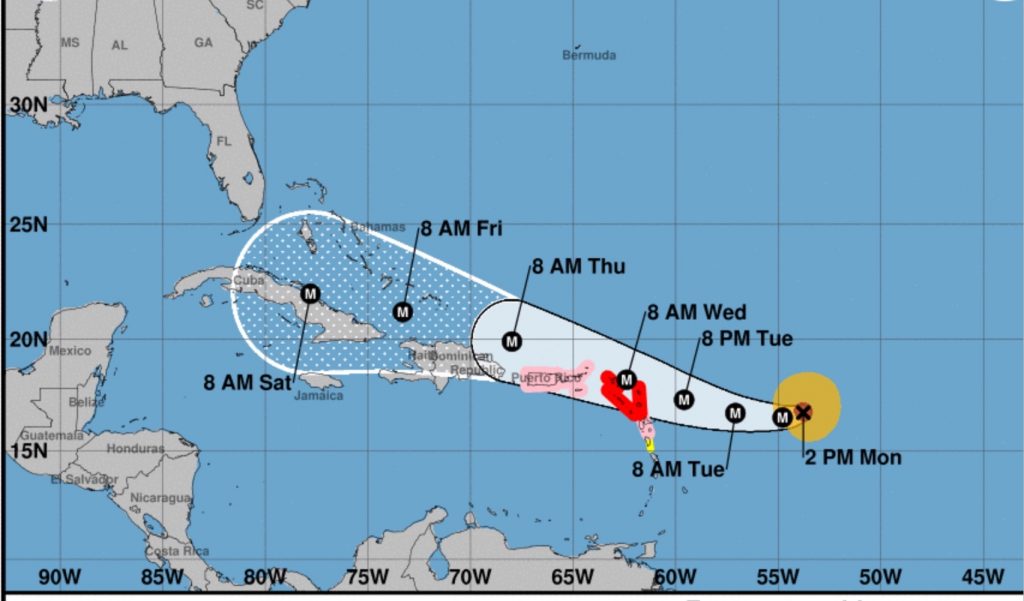 SC
MS
AL
GA
Bermuda
30N
FL
25N
Bahamas
8 AM Fri
8 AM Thu
Cuba
M
M
8 AM Wed
20N
M
8 PM Tue
Mexico
Haiti
Dominican
Republic
Puerto Rico
M
8 AM Sat
Jamaica
M
Belize
M
M
Guatemala
15N
Honduras
8 AM Tue
2 PM Mon
El Salvador
Nicaragua
Costa Rica
90W
85W
80W
75W
70W
65W
60W
55W
50W
45W